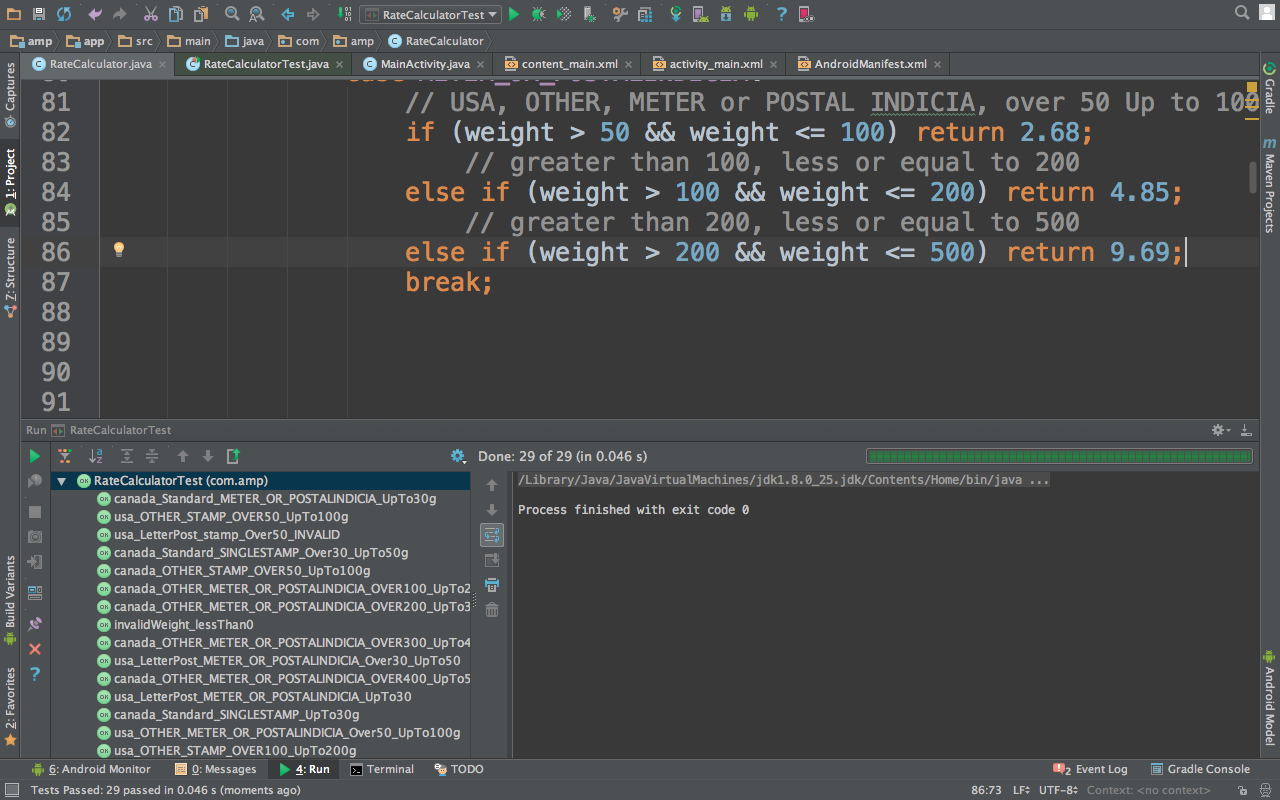 RateCalculatorTest
amp app src main java com amp RateCalculator
RateCalculator.java RateCalculatorTest.java MainActivity.java content_main.xml activity_main.xml AndroidManifest.xml
81 // USA, OTHER, METER or POSTAL INDICIA, over 50 Up to 100
82 if (weight > 50 && weight <= 100) return 2.68;
83 // greater than 100, less or equal to 200
84 else if (weight > 100 && weight <= 200) return 4.85;
85 // greater than 200, less or equal to 500
86 else if (weight > 200 && weight <= 500) return 9.69;
87 break;
88
89
90
91
Captures
1: Project
Z: Structure
Build Variants
2: Favorites
Gradle
Maven Projects
Android Model
Run RateCalculatorTest
Done: 29 of 29 (in 0.046 s)
RateCalculatorTest (com.amp)
canada_Standard_METER_OR_POSTALINDICIA_UpTo30g
usa_OTHER_STAMP_OVER50_UpTo100g
usa_LetterPost_stamp_Over50_INVALID
canada_Standard_SINGLESTAMP_Over30_UpTo50g
canada_OTHER_STAMP_OVER50_UpTo100g
canada_OTHER_METER_OR_POSTALINDICIA_OVER100_UpTo2
canada_OTHER_METER_OR_POSTALINDICIA_OVER200_UpTo3
invalidWeight_lessThan0
canada_OTHER_METER_OR_POSTALINDICIA_OVER300_UpTo4
usa_LetterPost_METER_OR_POSTALINDICIA_Over30_UpTo50
canada_OTHER_METER_OR_POSTALINDICIA_OVER400_UpTo5
usa_LetterPost_METER_OR_POSTALINDICIA_UpTo30
canada_Standard_SINGLESTAMP_UpTo30g
usa_OTHER_METER_OR_POSTALINDICIA_Over50_UpTo100g
usa_OTHER_STAMP_OVER100_UpTo200g
/Library/Java/JavaVirtualMachines/jdk1.8.0_25.jdk/Contents/Home/bin/java ...
Process finished with exit code 0
6: Android Monitor 0: Messages 4: Run Terminal TODO 2 Event Log Gradle Console
Tests Passed: 29 passed in 0.046 s (moments ago) 86:73 LF÷ UTF-8÷ Context: <no context>